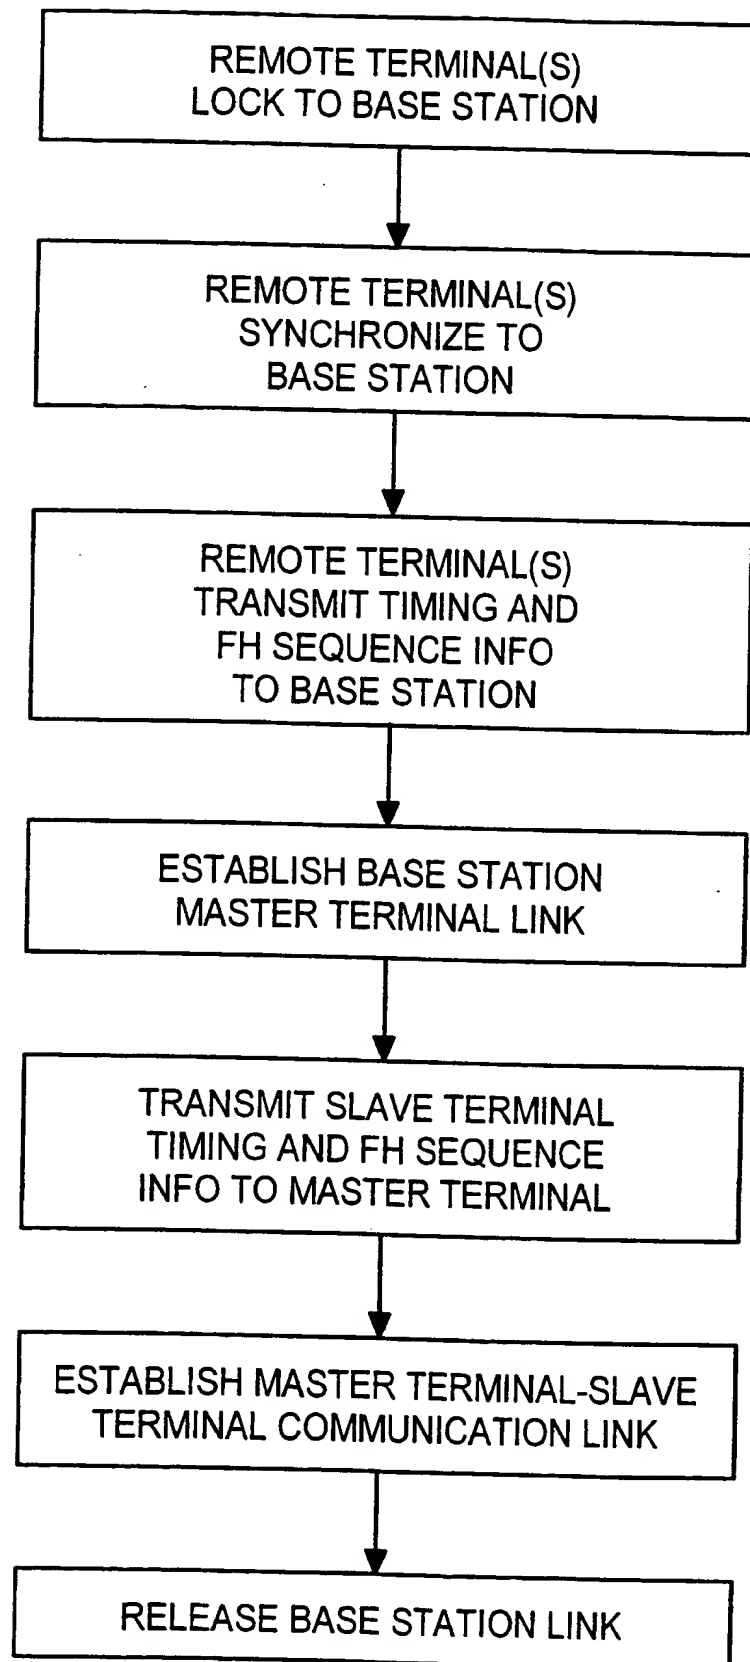 REMOTE TERMINAL(S)
LOCK TO BASE STATION
REMOTE TERMINAL(S)
SYNCHRONIZE TO
BASE STATION
REMOTE TERMINAL(S)
TRANSMIT TIMING AND
FH SEQUENCE INFO
TO BASE STATION
ESTABLISH BASE STATION
MASTER TERMINAL LINK
TRANSMIT SLAVE TERMINAL
TIMING AND FH SEQUENCE
INFO TO MASTER TERMINAL
ESTABLISH MASTER TERMINAL-SLAVE
TERMINAL COMMUNICATION LINK
RELEASE BASE STATION LINK